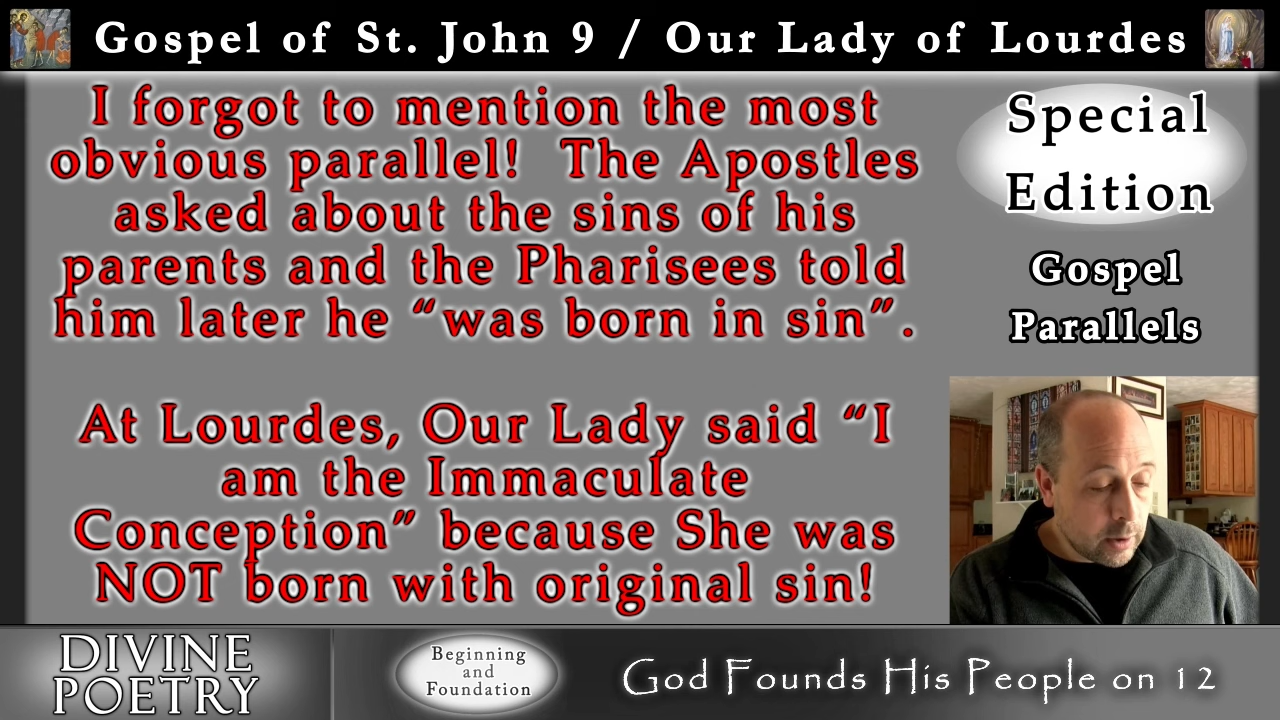 Gospel of St. John 9 / Our Lady of Lourdes
I forgot to mention the most
obvious parallel! The Apostles
asked about the sins of his
parents and the Pharisees told
him later he “was born in sin”.
At Lourdes, Our Lady said “I
am the Immaculate
Conception” because She was
NOT born with original sin!
Special
Edition
Gospel
Parallels
DIVINE
POETRY
Beginning
and
Foundation
God Founds His People on 12